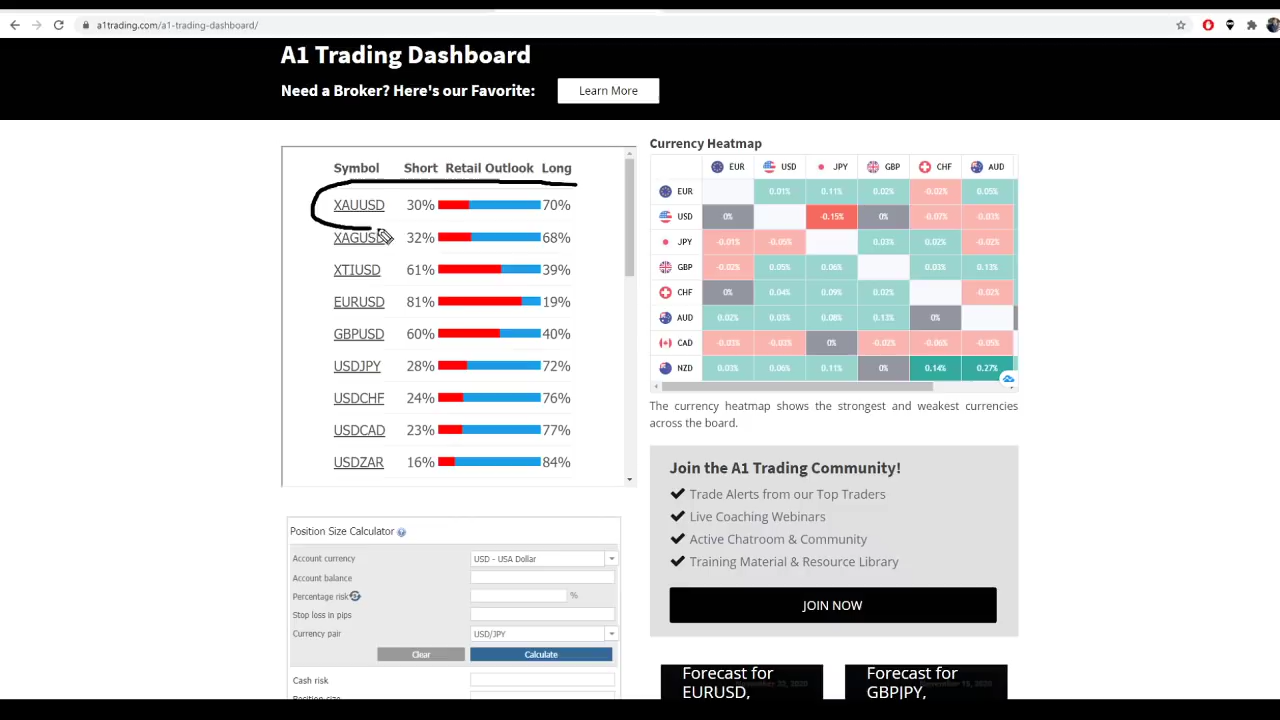 a1trading.com/a1-trading-dashboard/
A1 Trading Dashboard
Need a Broker? Here's our Favorite:
Learn More
Symbol Short Retail Outlook Long
XAUUSD 30% 70%
XAGUSD 32% 68%
XTIUSD 61% 39%
EURUSD 81% 19%
GBPUSD 60% 40%
USDJPY 28% 72%
USDCHF 24% 76%
USDCAD 23% 77%
USDZAR 16% 84%
Position Size Calculator
Account currency USD - USA Dollar
Account balance
Percentage risk %
Stop loss in pips
Currency pair USD/JPY
Clear Calculate
Cash risk
Position size
Currency Heatmap
EUR USD JPY GBP CHF AUD
EUR 0.01% 0.11% 0.02% -0.02% 0.05%
USD 0% -0.15% 0% -0.07% -0.03%
JPY -0.01% -0.05% 0.03% 0.02% -0.02%
GBP -0.02% 0.05% 0.06% 0.03% 0.13%
CHF 0% 0.04% 0.09% 0.02% -0.02%
AUD 0.02% 0.03% 0.08% 0.13% 0%
CAD -0.03% -0.03% 0% -0.02% -0.06% -0.05%
NZD 0.03% 0.06% 0.11% 0% 0.14% 0.27%
The currency heatmap shows the strongest and weakest currencies
across the board.
Join the A1 Trading Community!
Trade Alerts from our Top Traders
Live Coaching Webinars
Active Chatroom & Community
Training Material & Resource Library
JOIN NOW
Forecast for
EURUSD,
Forecast for
GBPJPY,